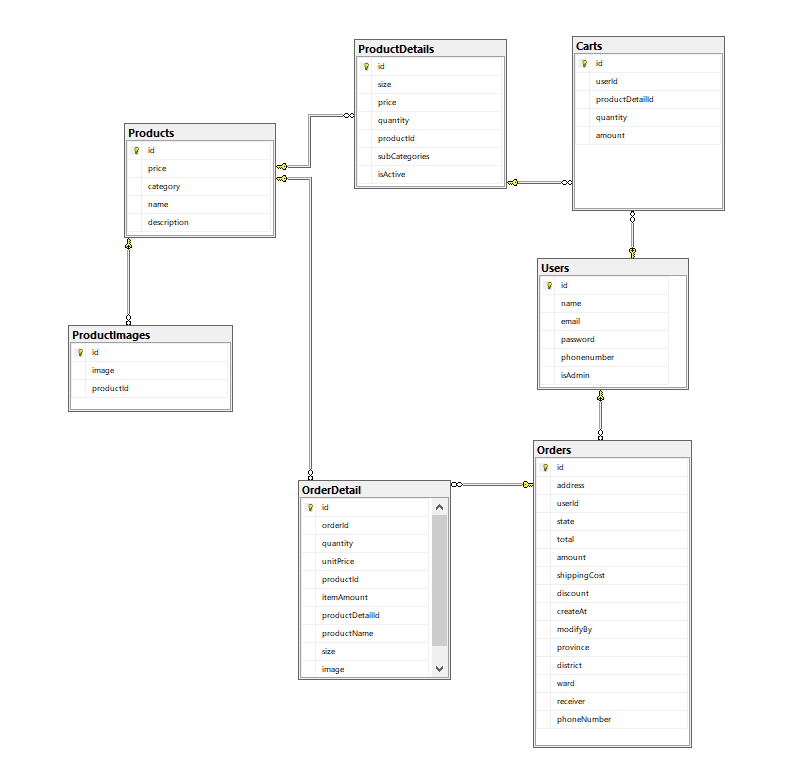 ProductDetails
id
size
price
quantity
productId
subCategories
isActive
Carts
id
userId
productDetailId
quantity
amount
Products
id
price
category
name
description
Users
id
name
email
password
phonenumber
isAdmin
ProductImages
id
image
productId
OrderDetail
id
orderId
quantity
unitPrice
productId
itemAmount
productDetailId
productName
size
image
Orders
id
address
userId
state
total
amount
shippingCost
discount
createAt
modifyBy
province
district
ward
receiver
phoneNumber